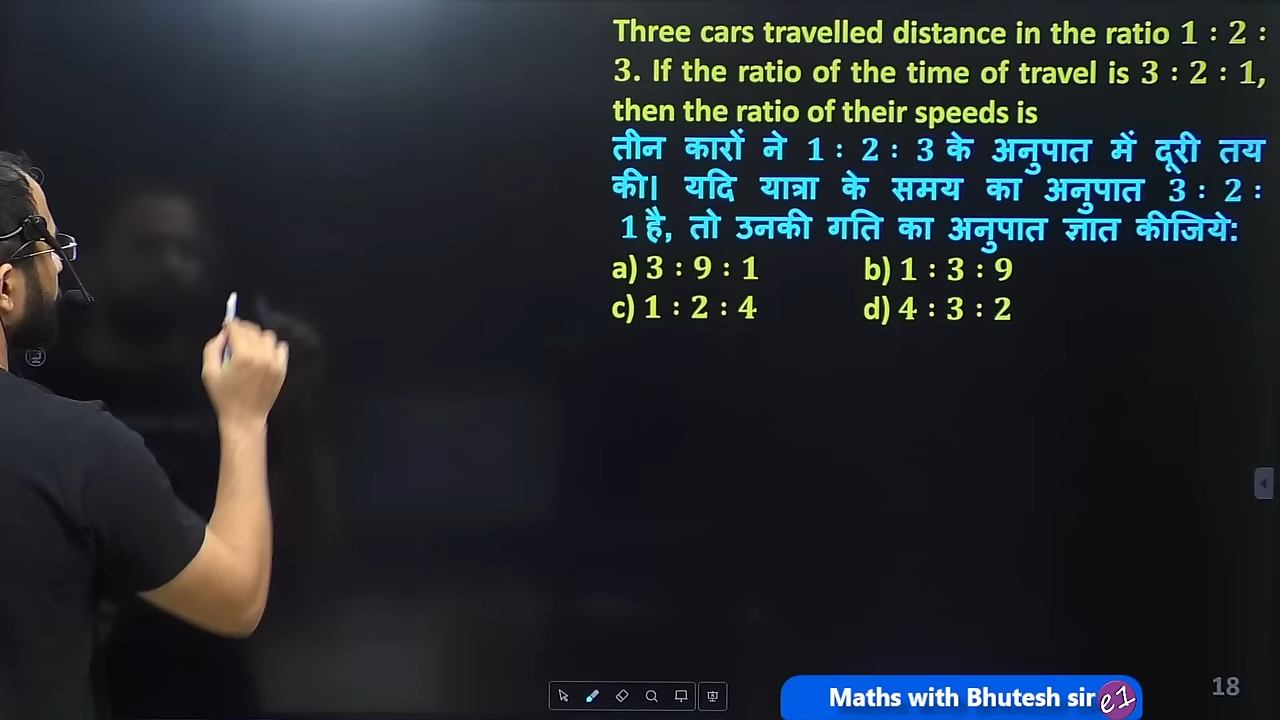 Three cars travelled distance in the ratio 1 : 2 :
3. If the ratio of the time of travel is 3 : 2 : 1,
then the ratio of their speeds is
तीन कारों ने 1 : 2 : 3 के अनुपात में दूरी तय
की। यदि यात्रा के समय का अनुपात 3 : 2 :
1 है, तो उनकी गति का अनुपात ज्ञात कीजिये:
a) 3 : 9 : 1 b) 1 : 3 : 9
c) 1 : 2 : 4 d) 4 : 3 : 2
Maths with Bhutesh sir e1
18